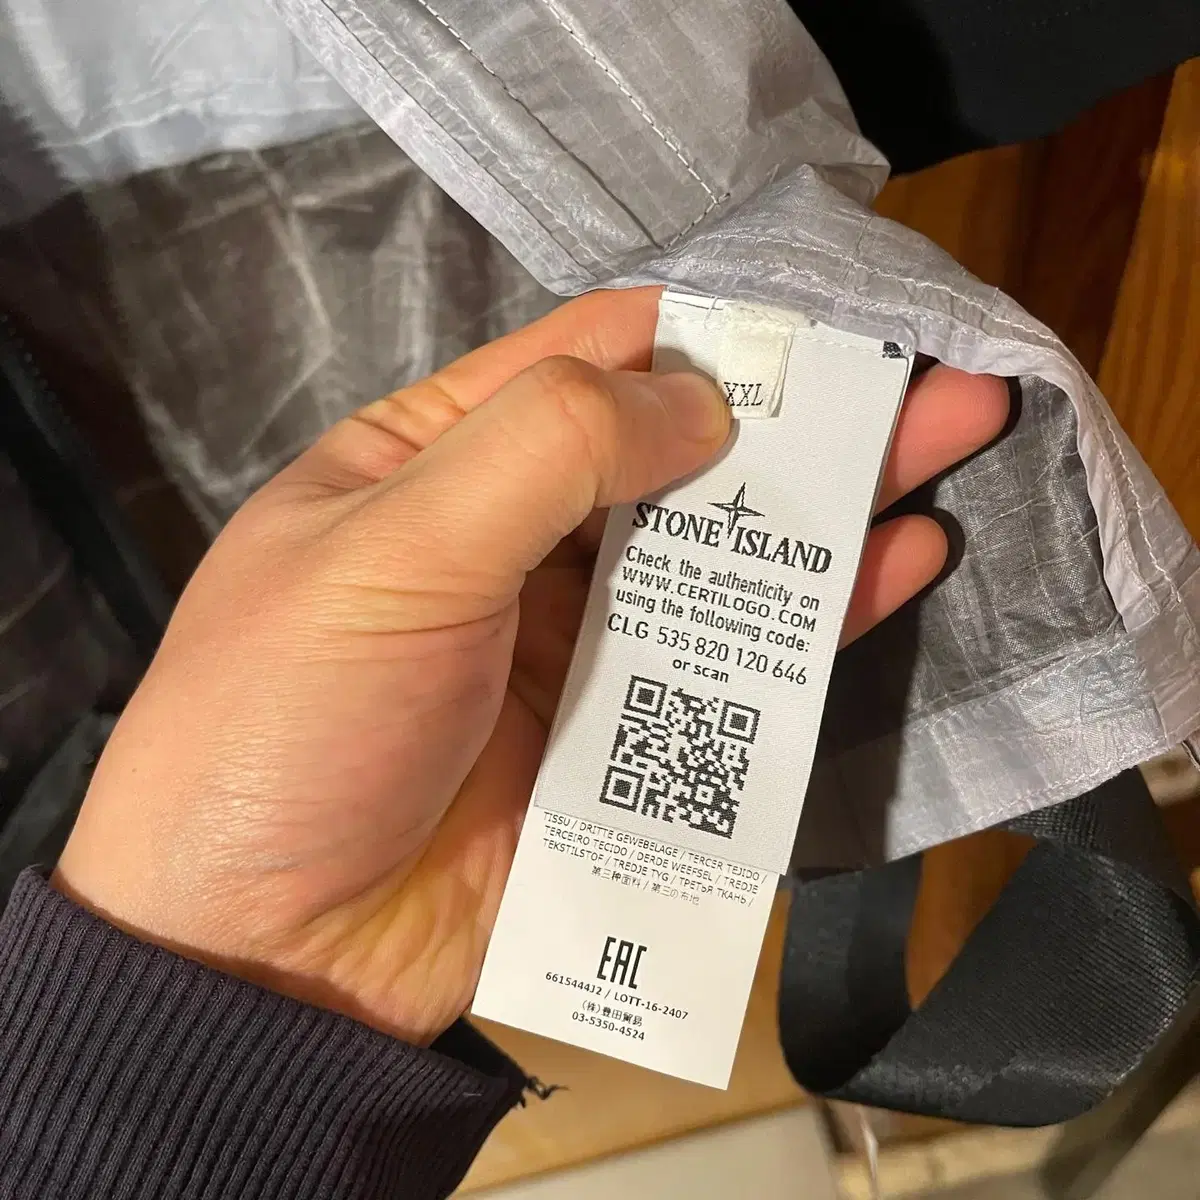 XXL
STONE ISLAND
Check the authenticity on
WWW.CERTILOGO.COM
using the following code:
CLG 535 820 120 646
or scan
TISSU / DRITTE GEWEBELAGE / TERCER TEJIDO /
TERCEIRO TECIDO / DERDE WEEFSEL / TREDJE
TEKSTILSTOF / TREDJE TYG / ТРЕТЬЯ ТКАНЬ /
第三种面料 / 第三の布地
EAC
6615444J2 / LOTT-16-2407
(株)豊田貿易
03-5350-4524